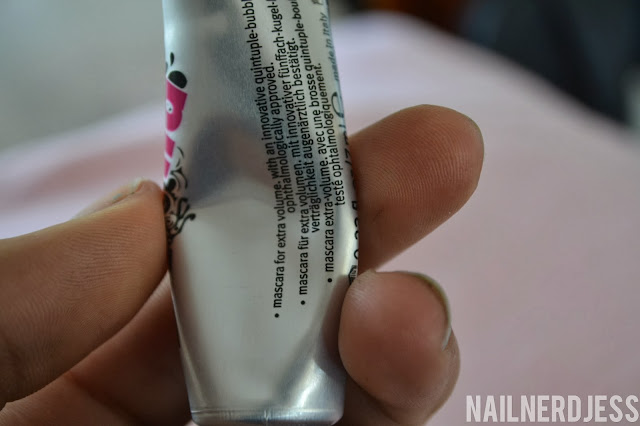 • mascara for extra volume. with an innovative quintuple-bubbl
ophthalmologically approved.
• mascara für extra volumen. mit innovativer fünffach-kugel-
verträglichkeit augenärztlich bestätigt.
• mascara extra-volume. avec une brosse quintuple-bou
testé ophtalmologiquement.
made in Italy
NAILNERDJESS